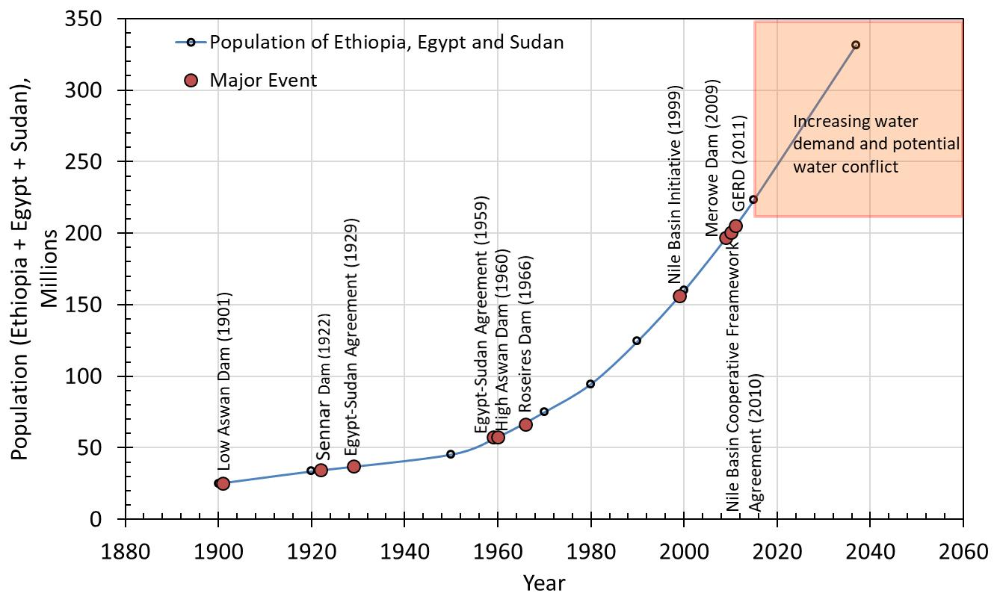 Population of Ethiopia, Egypt and Sudan
Major Event
Population (Ethiopia + Egypt + Sudan),
Millions
350
300
250
200
150
100
50
0
Low Aswan Dam (1901)
Sennar Dam (1922)
Egypt-Sudan Agreement (1929)
Egypt-Sudan Agreement (1959)
High Aswan Dam (1960)
Roseires Dam (1966)
Nile Basin Initiative (1999)
Merowe Dam (2009)
GERD (2011)
Nile Basin Cooperative Freamework
Agreement (2010)
Increasing water
demand and potential
water conflict
1880
1900
1920
1940
1960
1980
2000
2020
2040
2060
Year